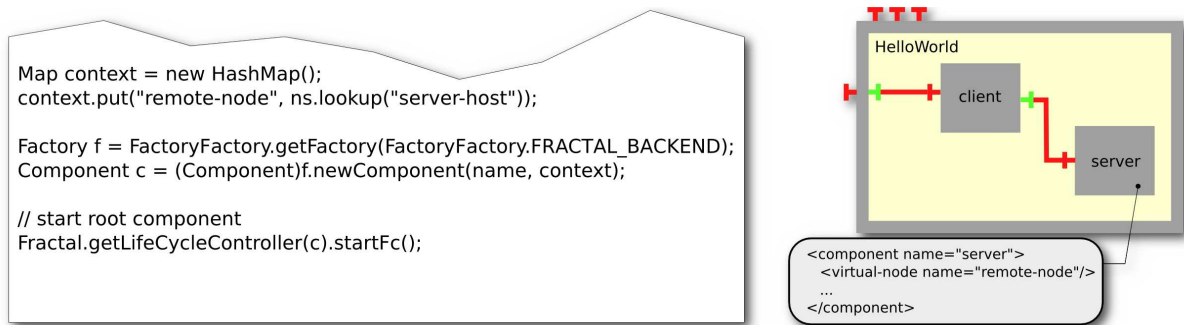 Map context = new HashMap();
context.put("remote-node", ns.lookup("server-host"));
Factory f = FactoryFactory.getFactory(FactoryFactory.FRACTAL_BACKEND);
Component c = (Component)f.newComponent(name, context);
// start root component
Fractal.getLifeCycleController(c).startFc();
HelloWorld
client
server
<component name="server">
<virtual-node name="remote-node"/>
...
</component>